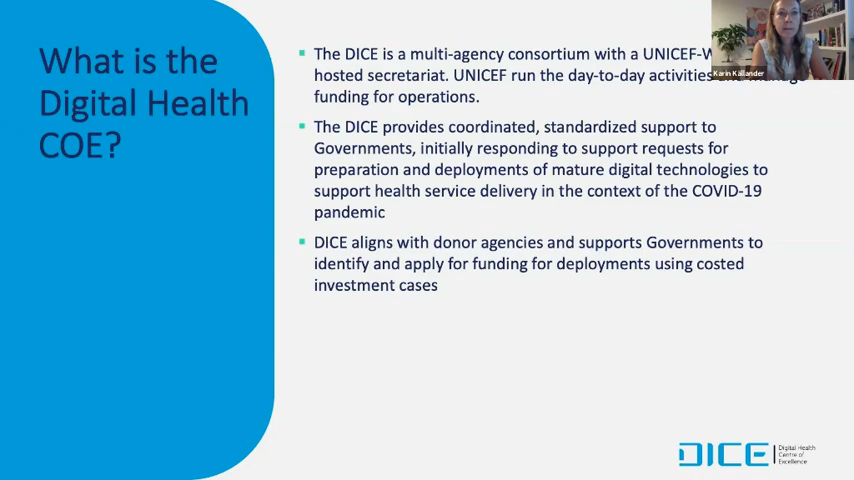 What is the
Digital Health
COE?
The DICE is a multi-agency consortium with a UNICEF-W
hosted secretariat. UNICEF run the day-to-day activities
funding for operations.
The DICE provides coordinated, standardized support to
Governments, initially responding to support requests for
preparation and deployments of mature digital technologies to
support health service delivery in the context of the COVID-19
pandemic
DICE aligns with donor agencies and supports Governments to
identify and apply for funding for deployments using costed
investment cases
Karin Källander
DICE
Digital Health
Centre of
Excellence